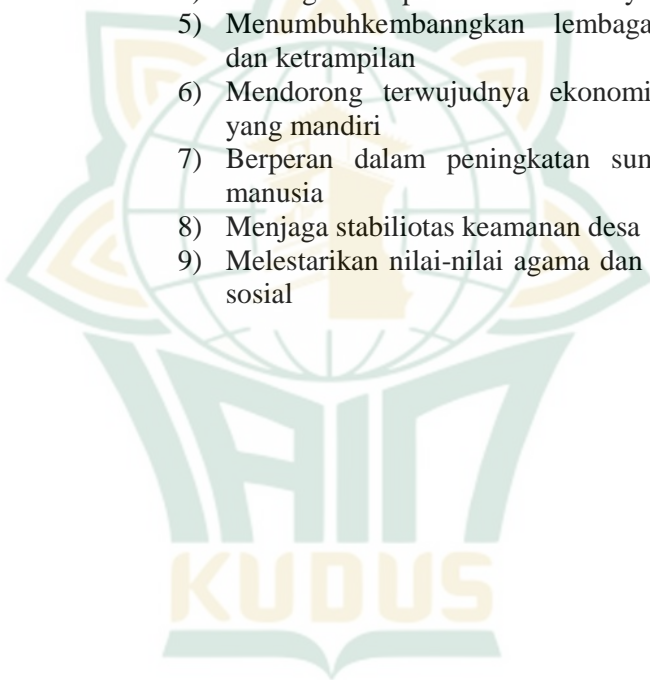 5) Menumbuhkembanngkan lembaga
dan ketrampilan
6) Mendorong terwujudnya ekonomi
yang mandiri
7) Berperan dalam peningkatan
manusia
8) Menjaga stabiliotas keamanan desa
9) Melestarikan nilai-nilai agama dan
sosial
IAIN
KUDUS